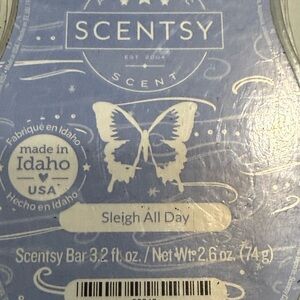 SCENTSY
EST 2004
SCENT
Fabriqué en Idaho
made in
Idaho
USA
Hecho en Idaho
Sleigh All Day
Scentsy Bar 3.2 fl. oz. / Net Wt. 2.6 oz. (74 g)